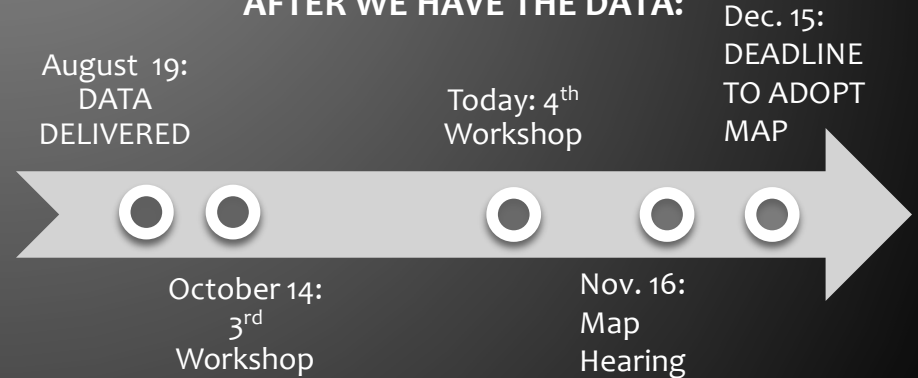 AFTER WE HAVE THE DATA:
August 19:
DATA
DELIVERED
October 14:
3rd
Workshop
Today: 4th
Workshop
Nov. 16:
Map
Hearing
Dec. 15:
DEADLINE
TO ADOPT
MAP